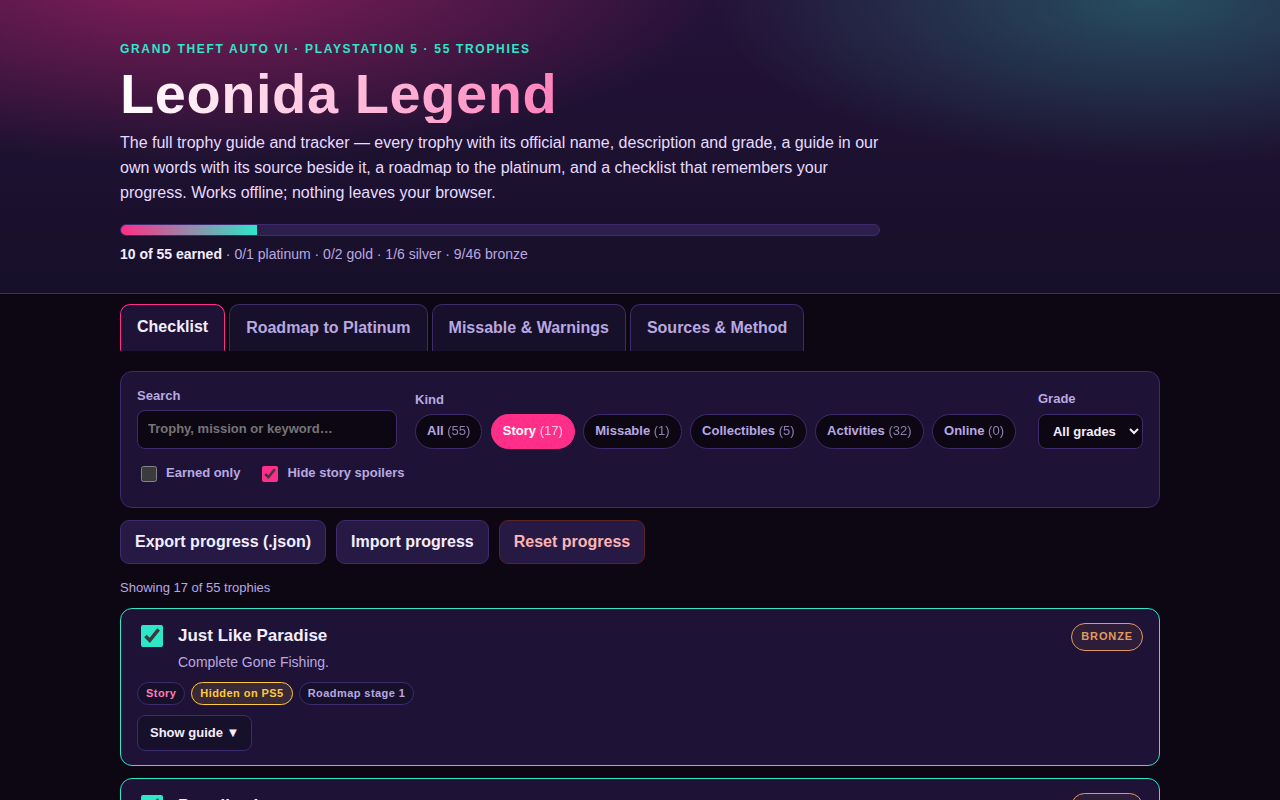 GRAND THEFT AUTO VI · PLAYSTATION 5 · 55 TROPHIES
Leonida Legend
The full trophy guide and tracker — every trophy with its official name, description and grade, a guide in our
own words with its source beside it, a roadmap to the platinum, and a checklist that remembers your
progress. Works offline; nothing leaves your browser.
10 of 55 earned · 0/1 platinum · 0/2 gold · 1/6 silver · 9/46 bronze
Checklist
Roadmap to Platinum
Missable & Warnings
Sources & Method
Search
Kind
Grade
Trophy, mission or keyword…
All (55)
Story (17)
Missable (1)
Collectibles (5)
Activities (32)
Online (0)
All grades
Earned only
Hide story spoilers
Export progress (.json)
Import progress
Reset progress
Showing 17 of 55 trophies
Just Like Paradise
BRONZE
Complete Gone Fishing.
Story
Hidden on PS5
Roadmap stage 1
Show guide ▼